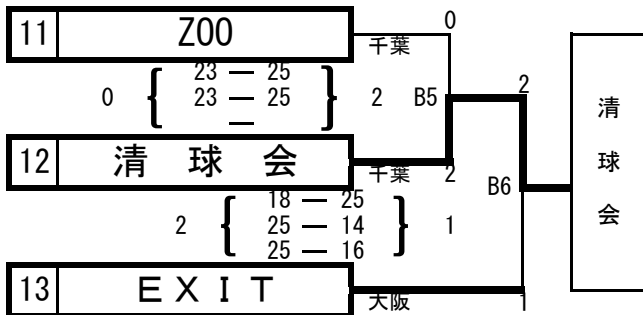 11 ZOO 0
千葉
23 — 25
0 { 23 — 25 } 2 B5 2
—
12 清球会 千葉 2
清球会
B6
18 — 25
2 { 25 — 14 } 1
25 — 16
13 EXIT 大阪 1